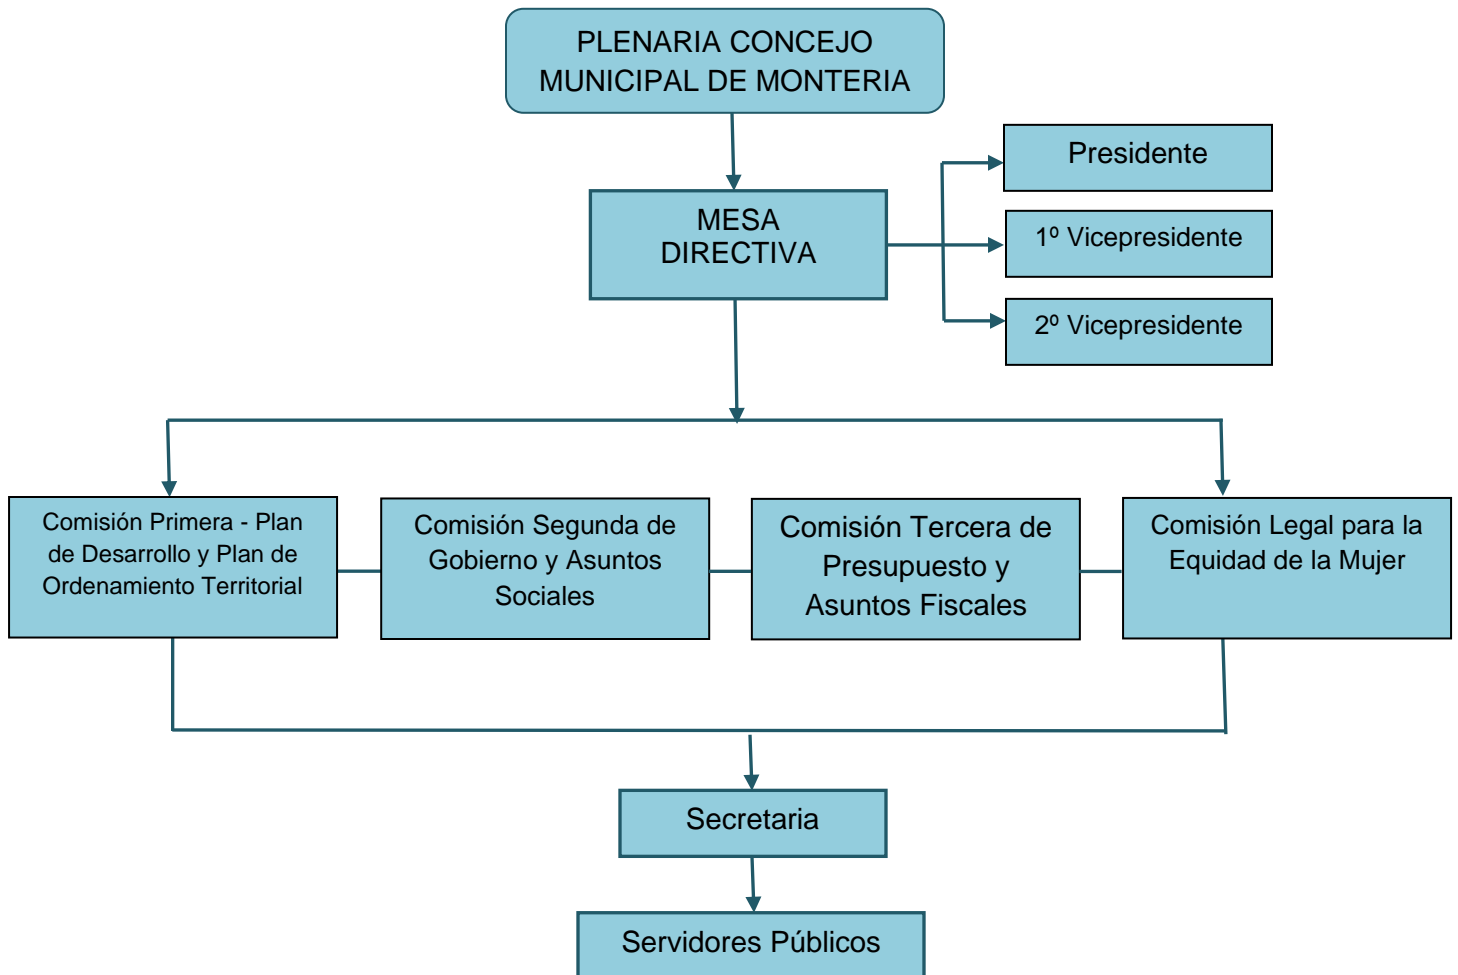 PLENARIA CONCEJO
MUNICIPAL DE MONTERIA
Presidente
MESA
DIRECTIVA
1º Vicepresidente
2º Vicepresidente
Comisión Primera - Plan
de Desarrollo y Plan de
Ordenamiento Territorial
Comisión Segunda de
Gobierno y Asuntos
Sociales
Comisión Tercera de
Presupuesto y
Asuntos Fiscales
Comisión Legal para la
Equidad de la Mujer
Secretaria
Servidores Públicos